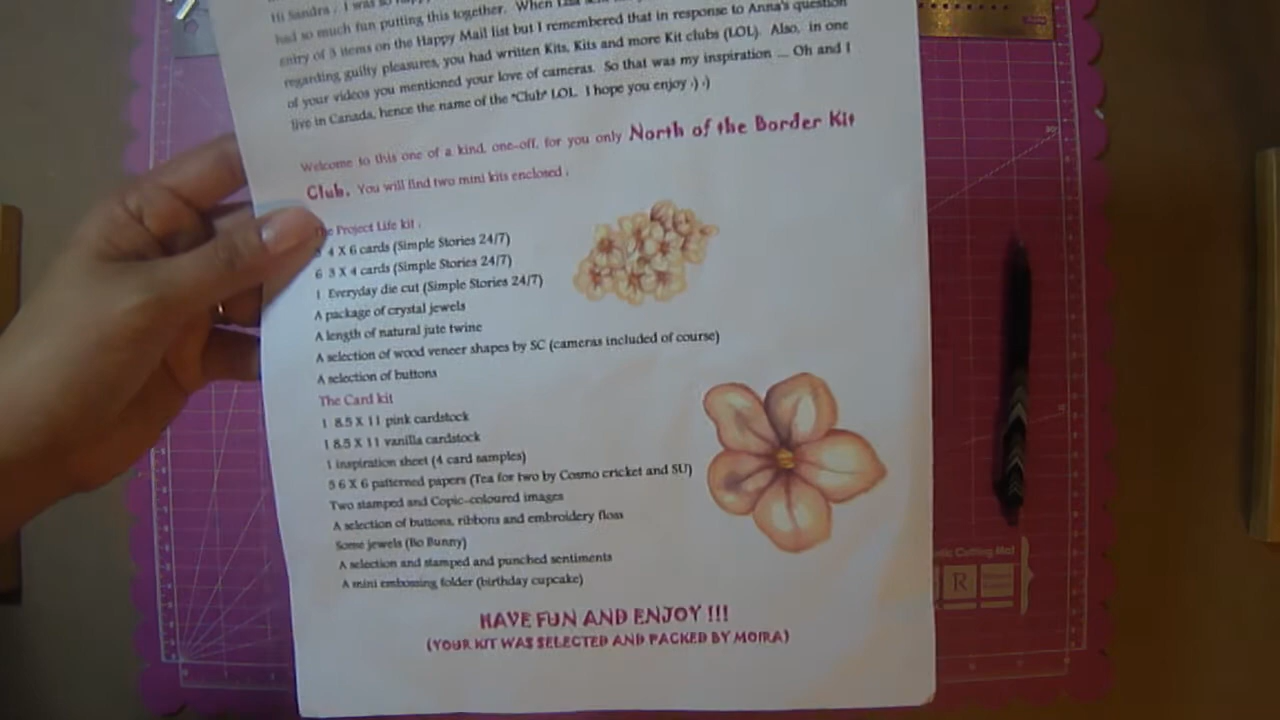 Hi Sandra . I was so
had so much fun putting this together. When
entry of 3 items on the Happy Mail list but I remembered that in response to Anna's question
regarding guilty pleasures, you had written Kits, Kits and more Kit clubs (LOL). Also, in one
of your videos you mentioned your love of cameras. So that was my inspiration ... Oh and I
live in Canada, hence the name of the "Club" LOL. I hope you enjoy :) :)
Welcome to this one of a kind, one-off, for you only North of the Border Kit
Club. You will find two mini kits enclosed .
The Project Life kit .
4 X 6 cards (Simple Stories 24/7)
6 3 X 4 cards (Simple Stories 24/7)
1 Everyday die cut (Simple Stories 24/7)
A package of crystal jewels
A length of natural jute twine
A selection of wood veneer shapes by SC (cameras included of course)
A selection of buttons
The Card kit
1 8.5 X 11 pink cardstock
1 8.5 X 11 vanilla cardstock
1 inspiration sheet (4 card samples)
5 6 X 6 patterned papers (Tea for two by Cosmo cricket and SU)
Two stamped and Copic-coloured images
A selection of buttons, ribbons and embroidery floss
Some jewels (Bo Bunny)
A selection and stamped and punched sentiments
A mini embossing folder (birthday cupcake)
HAVE FUN AND ENJOY !!!
(YOUR KIT WAS SELECTED AND PACKED BY MOIRA)
Cutting Mat
R